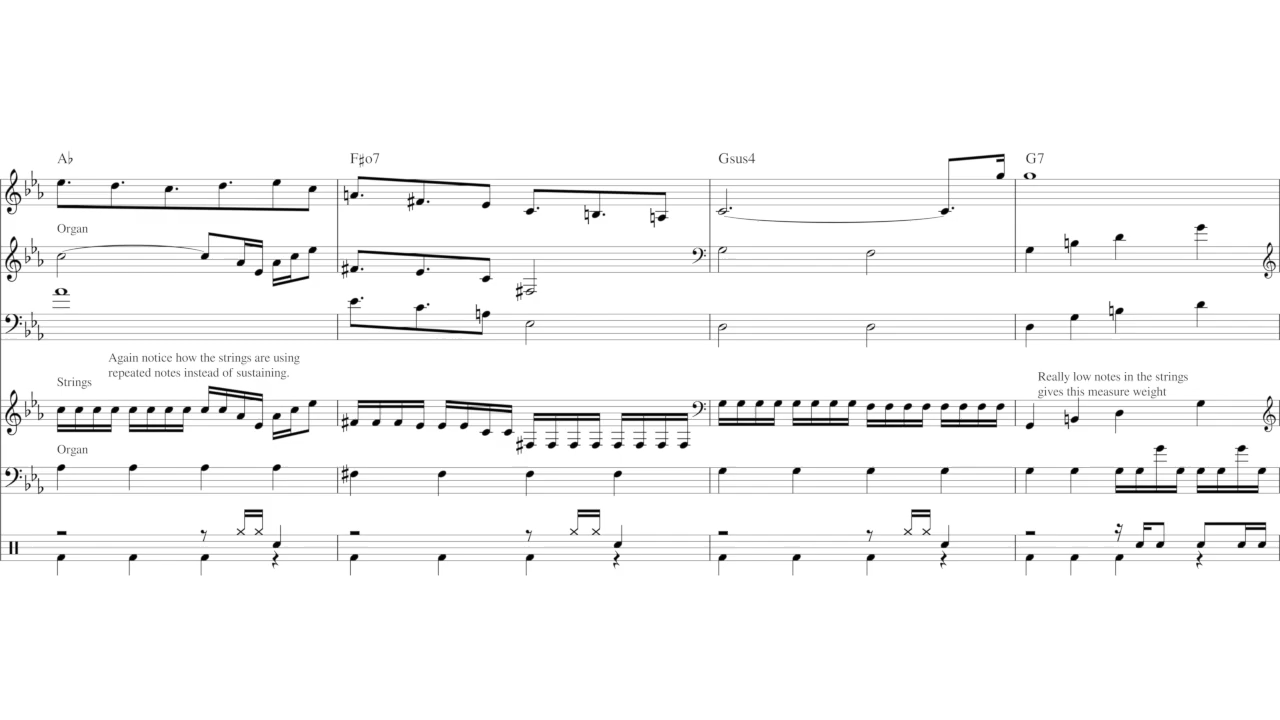 A♭ F♯o7 Gsus4 G7
Organ
Again notice how the strings are using
repeated notes instead of sustaining.
Strings
Really low notes in the strings
gives this measure weight
Organ